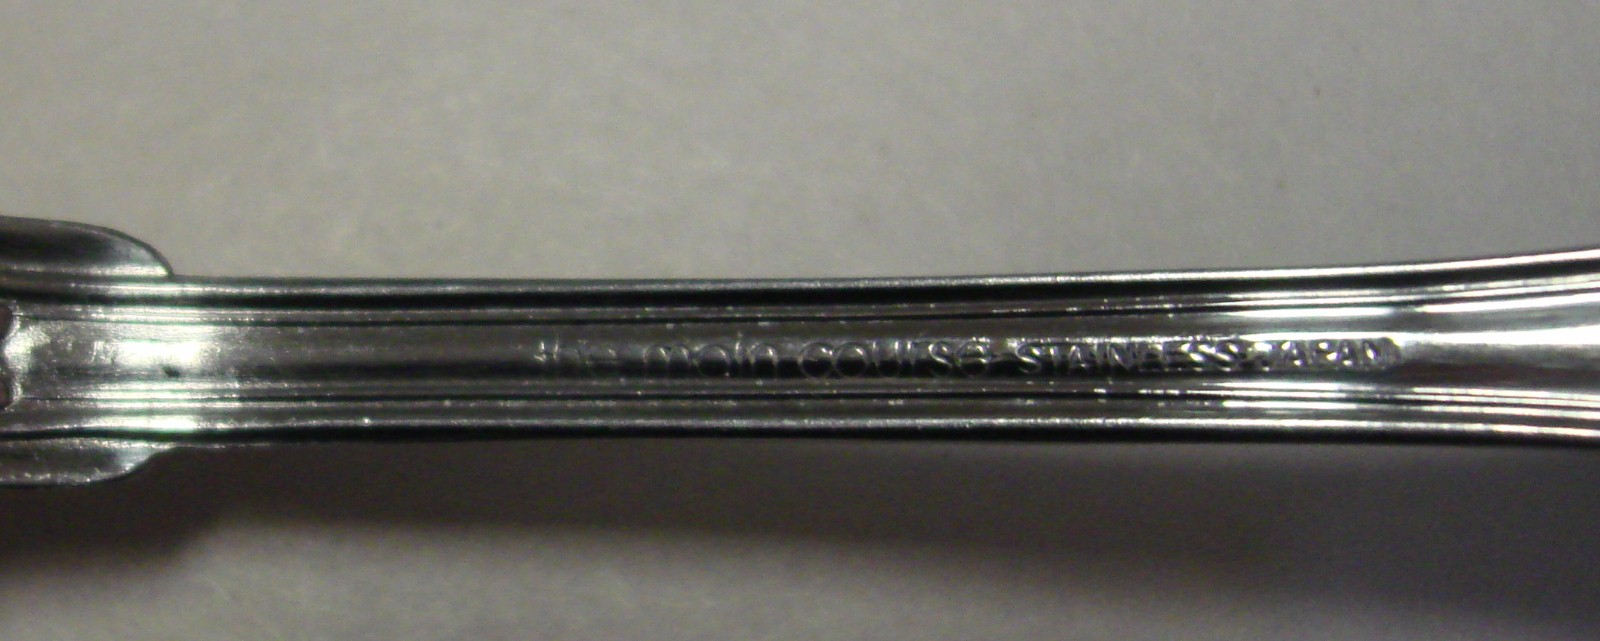 the main course STAINLESS-JAPAN